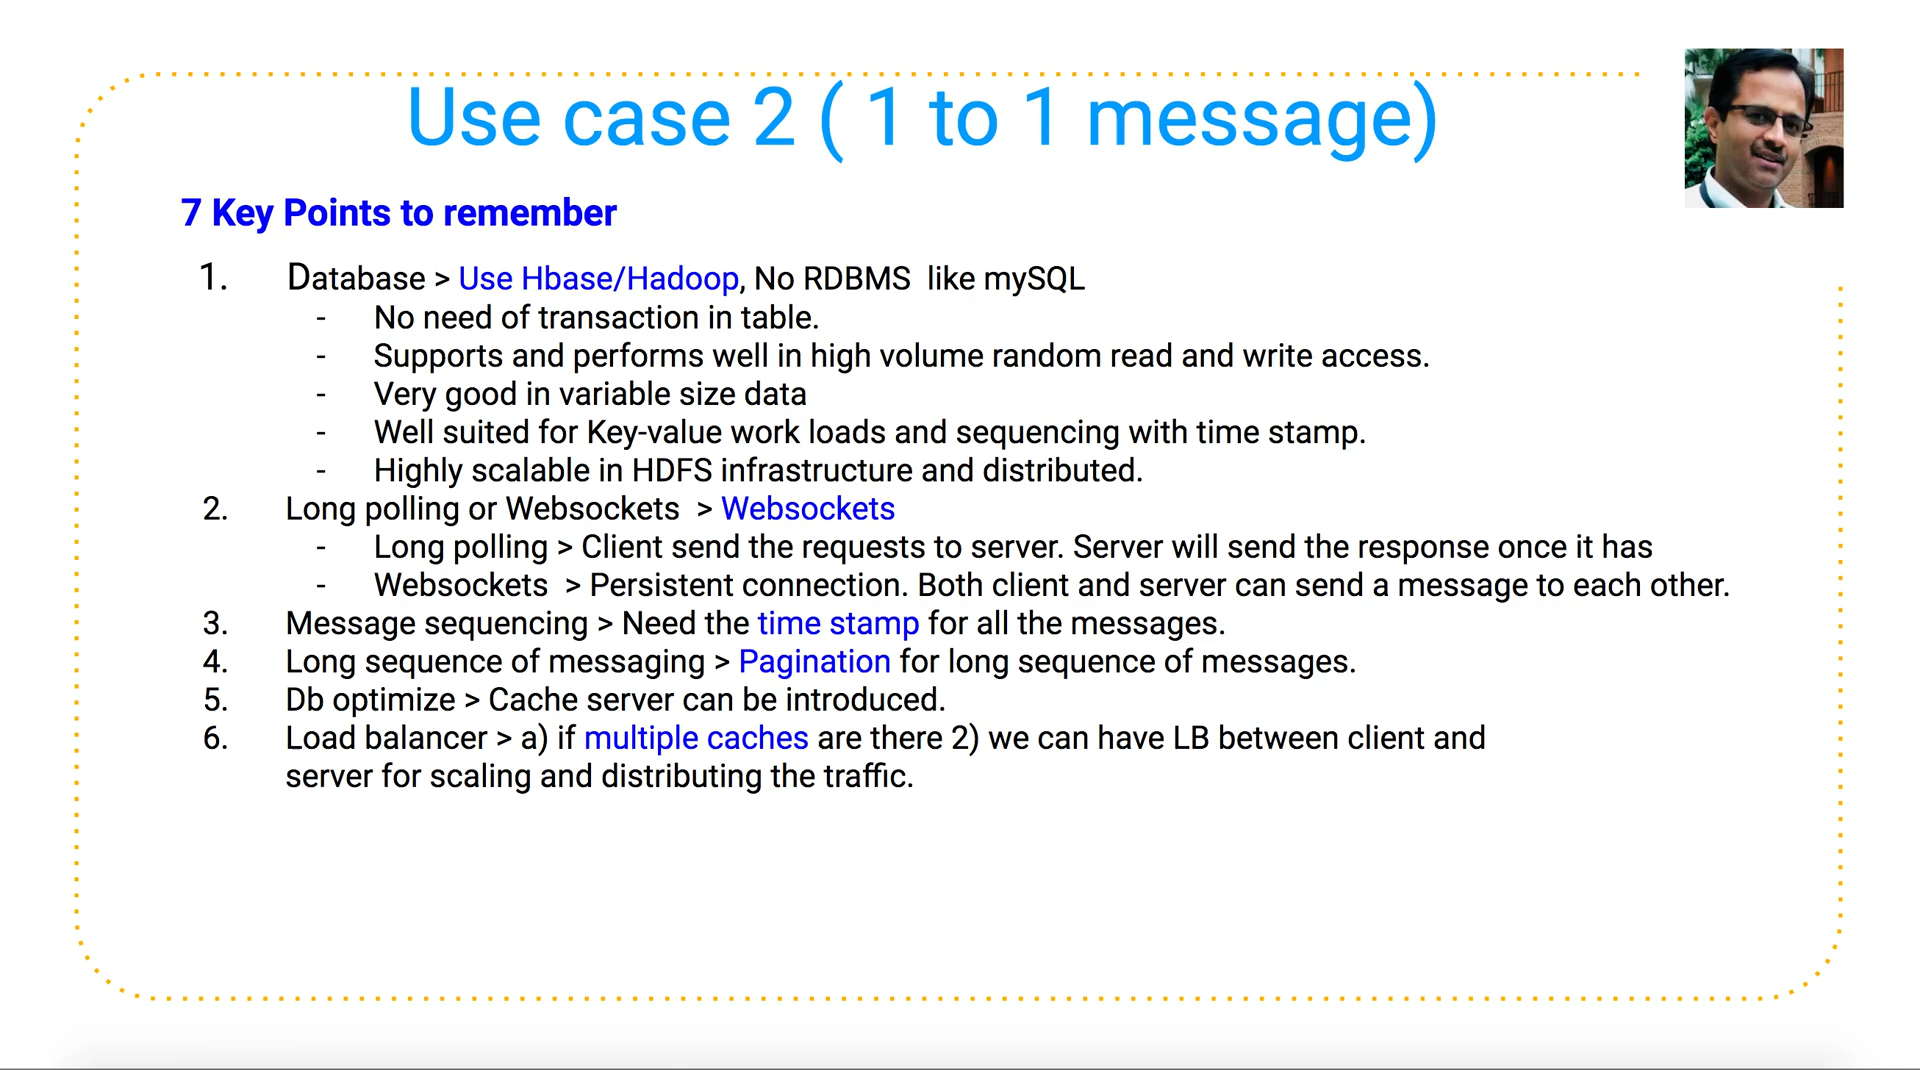 Use case 2 ( 1 to 1 message)
7 Key Points to remember
1. Database > Use Hbase/Hadoop, No RDBMS like mySQL
- No need of transaction in table.
- Supports and performs well in high volume random read and write access.
- Very good in variable size data
- Well suited for Key-value work loads and sequencing with time stamp.
- Highly scalable in HDFS infrastructure and distributed.
2. Long polling or Websockets > Websockets
- Long polling > Client send the requests to server. Server will send the response once it has
- Websockets > Persistent connection. Both client and server can send a message to each other.
3. Message sequencing > Need the time stamp for all the messages.
4. Long sequence of messaging > Pagination for long sequence of messages.
5. Db optimize > Cache server can be introduced.
6. Load balancer > a) if multiple caches are there 2) we can have LB between client and
server for scaling and distributing the traffic.